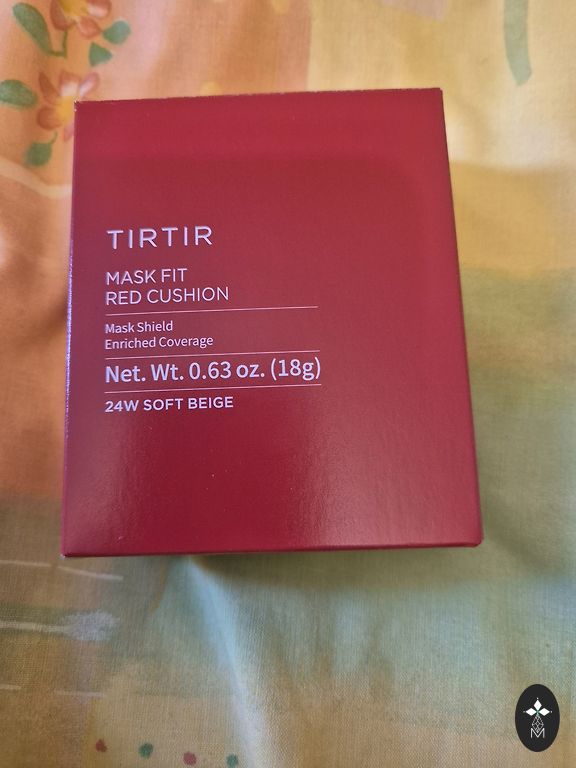 TIRTIR
MASK FIT
RED CUSHION
Mask Shield
Enriched Coverage
Net. Wt. 0.63 oz. (18g)
24W SOFT BEIGE
M